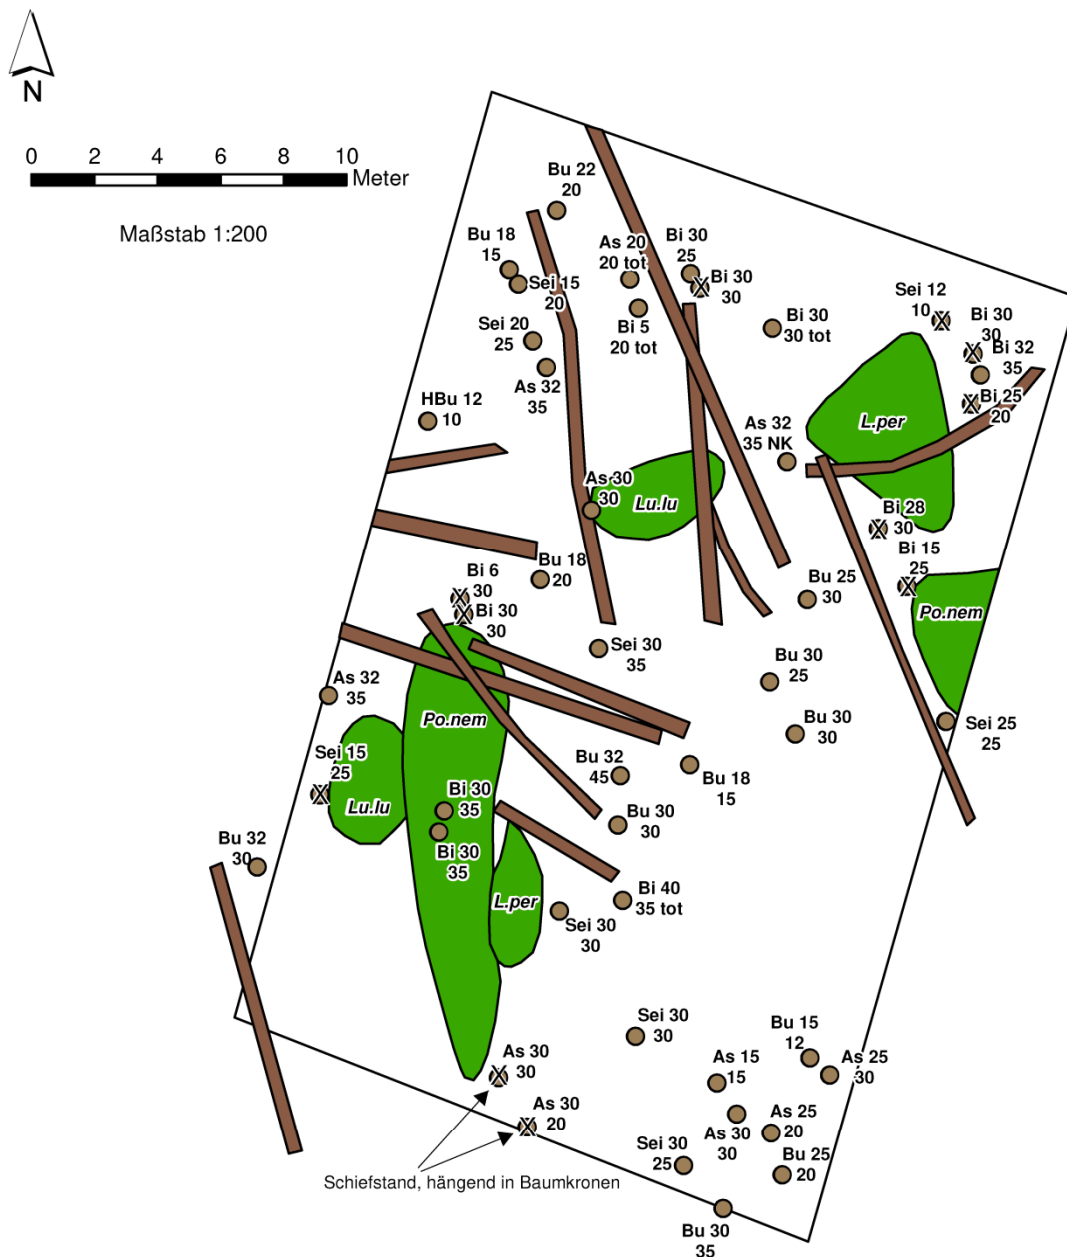 N
0 2 4 6 8 10
Meter
Maßstab 1:200
Bu 22
20
Bu 18
15
Sei 15
20
As 20
20 tot
Bi 30
25
Bi 30
30
Bi 5
20 tot
Bi 30
30 tot
Sei 12
10
Bi 30
30
Bi 32
35
Bi 25
20
Sei 20
25
As 32
35
HBu 12
10
As 32
35 NK
L.per
As 30
30
Lu.lu
Bi 28
30
Bi 15
25
Bu 18
20
Bi 6
30
Bi 30
30
Bu 25
30
Po.nem
Sei 30
35
Bu 30
25
As 32
35
Po.nem
Bu 30
30
Sei 25
25
Sei 15
25
Bu 32
45
Bu 18
15
Lu.lu
Bi 30
35
Bu 30
30
Bu 32
30
Bi 30
35
L.per
Bi 40
35 tot
Sei 30
30
Sei 30
30
Bu 15
12
As 15
15
As 25
30
As 30
30
As 30
20
As 30
30
As 25
20
Sei 30
25
Bu 25
20
Schiefstand, hängend in Baumkronen
Bu 30
35